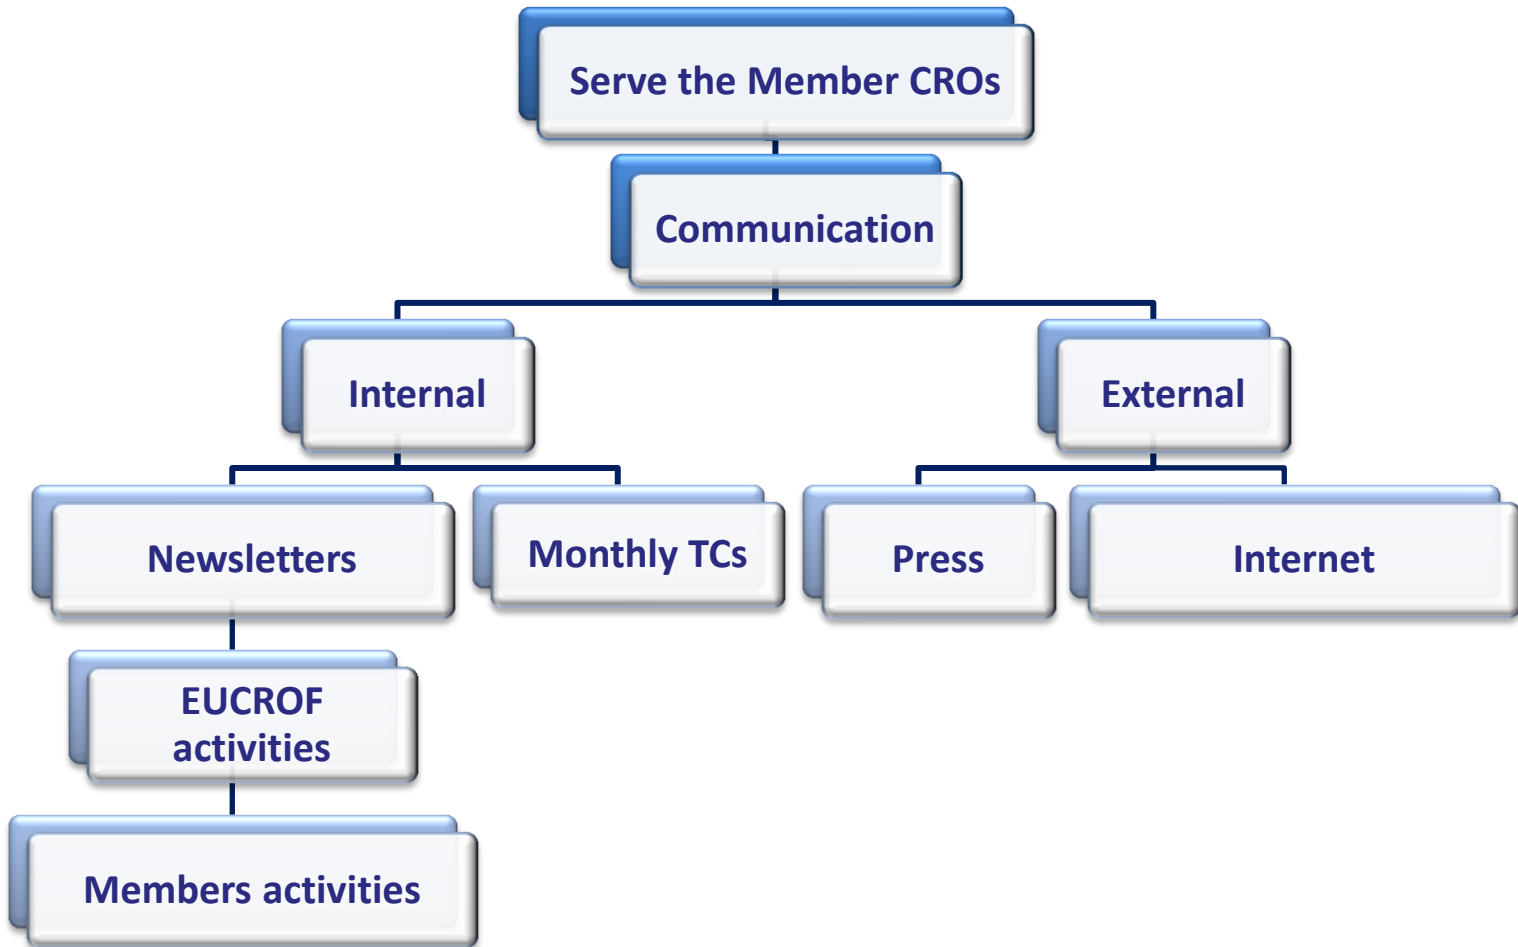 Serve the Member CROs
Communication
Internal
External
Newsletters
Monthly TCs
Press
Internet
EUCROF
activities
Members activities